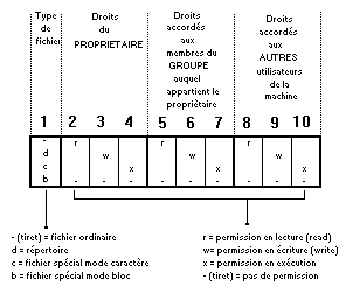 Type
de
fichier
Droits
du
PROPRIETAIRE
Droits
accordés
aux
membres du
GROUPE
auquel
appartient le
propriétaire
Droits
accordés
aux
AUTRES
utilisateurs
de la
machine
1 2 3 4 5 6 7 8 9 10
- r r r
d w w w
c x x x
b - - - - - - - - -
- (tiret) = fichier ordinaire
d = répertoire
c = fichier spécial mode caractère
b = fichier spécial mode bloc
r = permission en lecture (read)
w= permission en écriture (write)
x = permission en exécution
- (tiret) = pas de permission